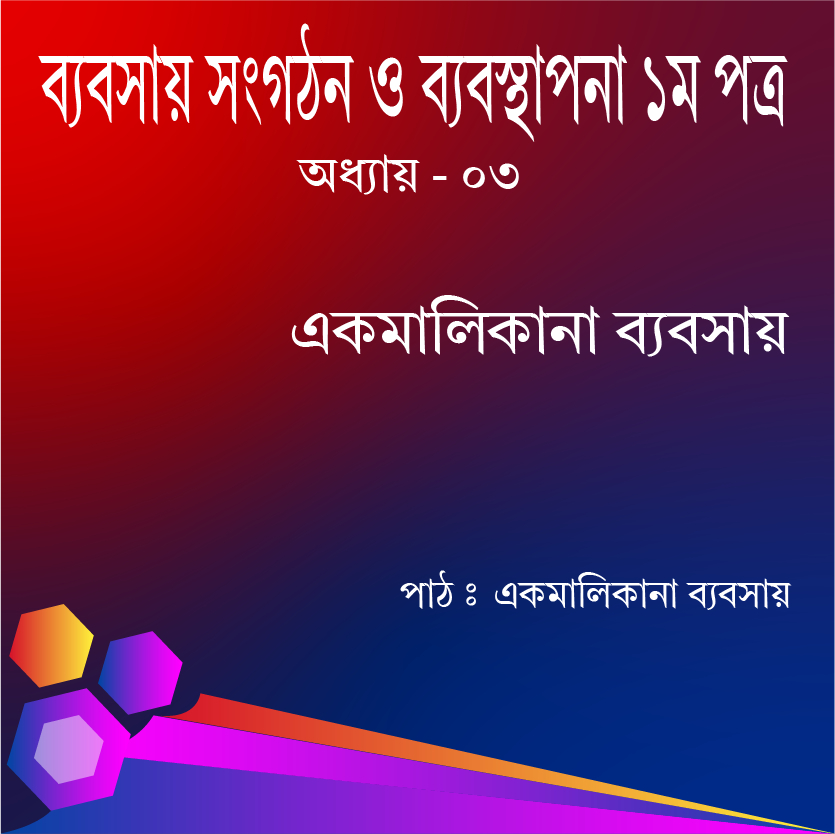 ব্যবসায় সংগঠন ও ব্যবস্থাপনা ১ম পত্র
অধ্যায় - ০৩
একমালিকানা ব্যবসায়
পাঠ ঃ একমালিকানা ব্যবসায়